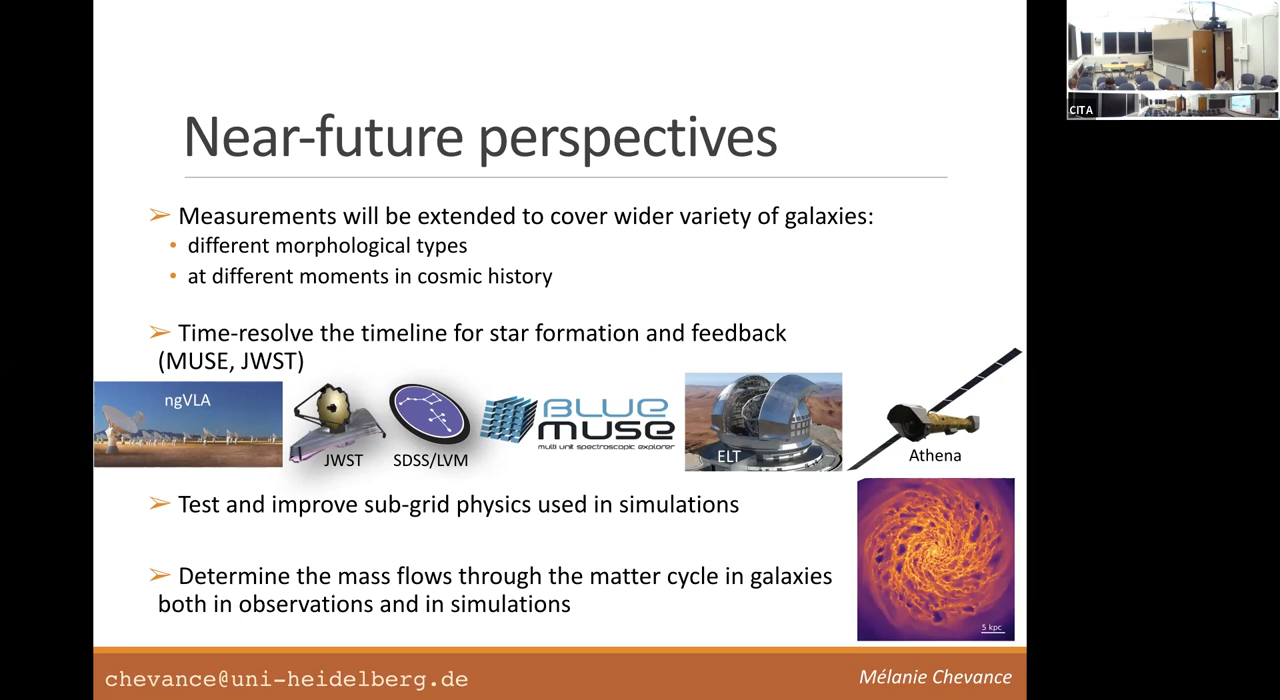 CITA
Near-future perspectives
➢ Measurements will be extended to cover wider variety of galaxies:
• different morphological types
• at different moments in cosmic history
➢ Time-resolve the timeline for star formation and feedback
(MUSE, JWST)
ngVLA
JWST
SDSS/LVM
BLUE
MUSE
multi unit spectroscopic explorer
ELT
Athena
➢ Test and improve sub-grid physics used in simulations
➢ Determine the mass flows through the matter cycle in galaxies
both in observations and in simulations
5 kpc
chevance@uni-heidelberg.de
Mélanie Chevance